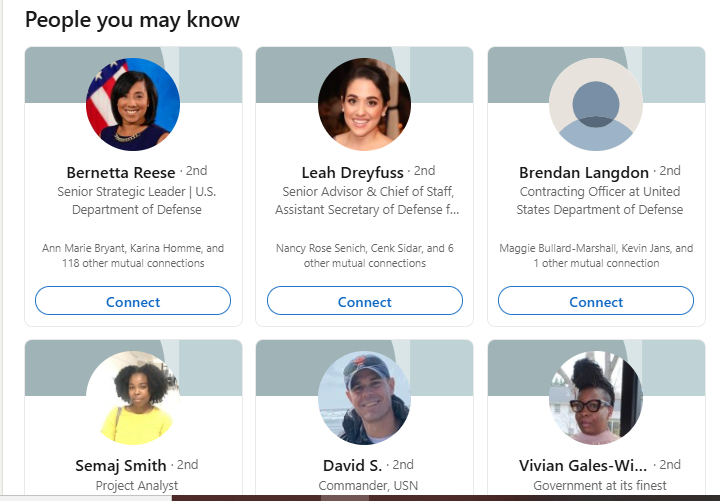 People you may know
Bernetta Reese · 2nd
Senior Strategic Leader | U.S.
Department of Defense
Ann Marie Bryant, Karina Homme, and
118 other mutual connections
Connect
Leah Dreyfuss · 2nd
Senior Advisor & Chief of Staff,
Assistant Secretary of Defense f...
Nancy Rose Senich, Cenk Sidar, and 6
other mutual connections
Connect
Brendan Langdon · 2nd
Contracting Officer at United
States Department of Defense
Maggie Bullard-Marshall, Kevin Jans, and
1 other mutual connection
Connect
Semaj Smith · 2nd
Project Analyst
David S. · 2nd
Commander, USN
Vivian Gales-Wi... · 2nd
Government at its finest